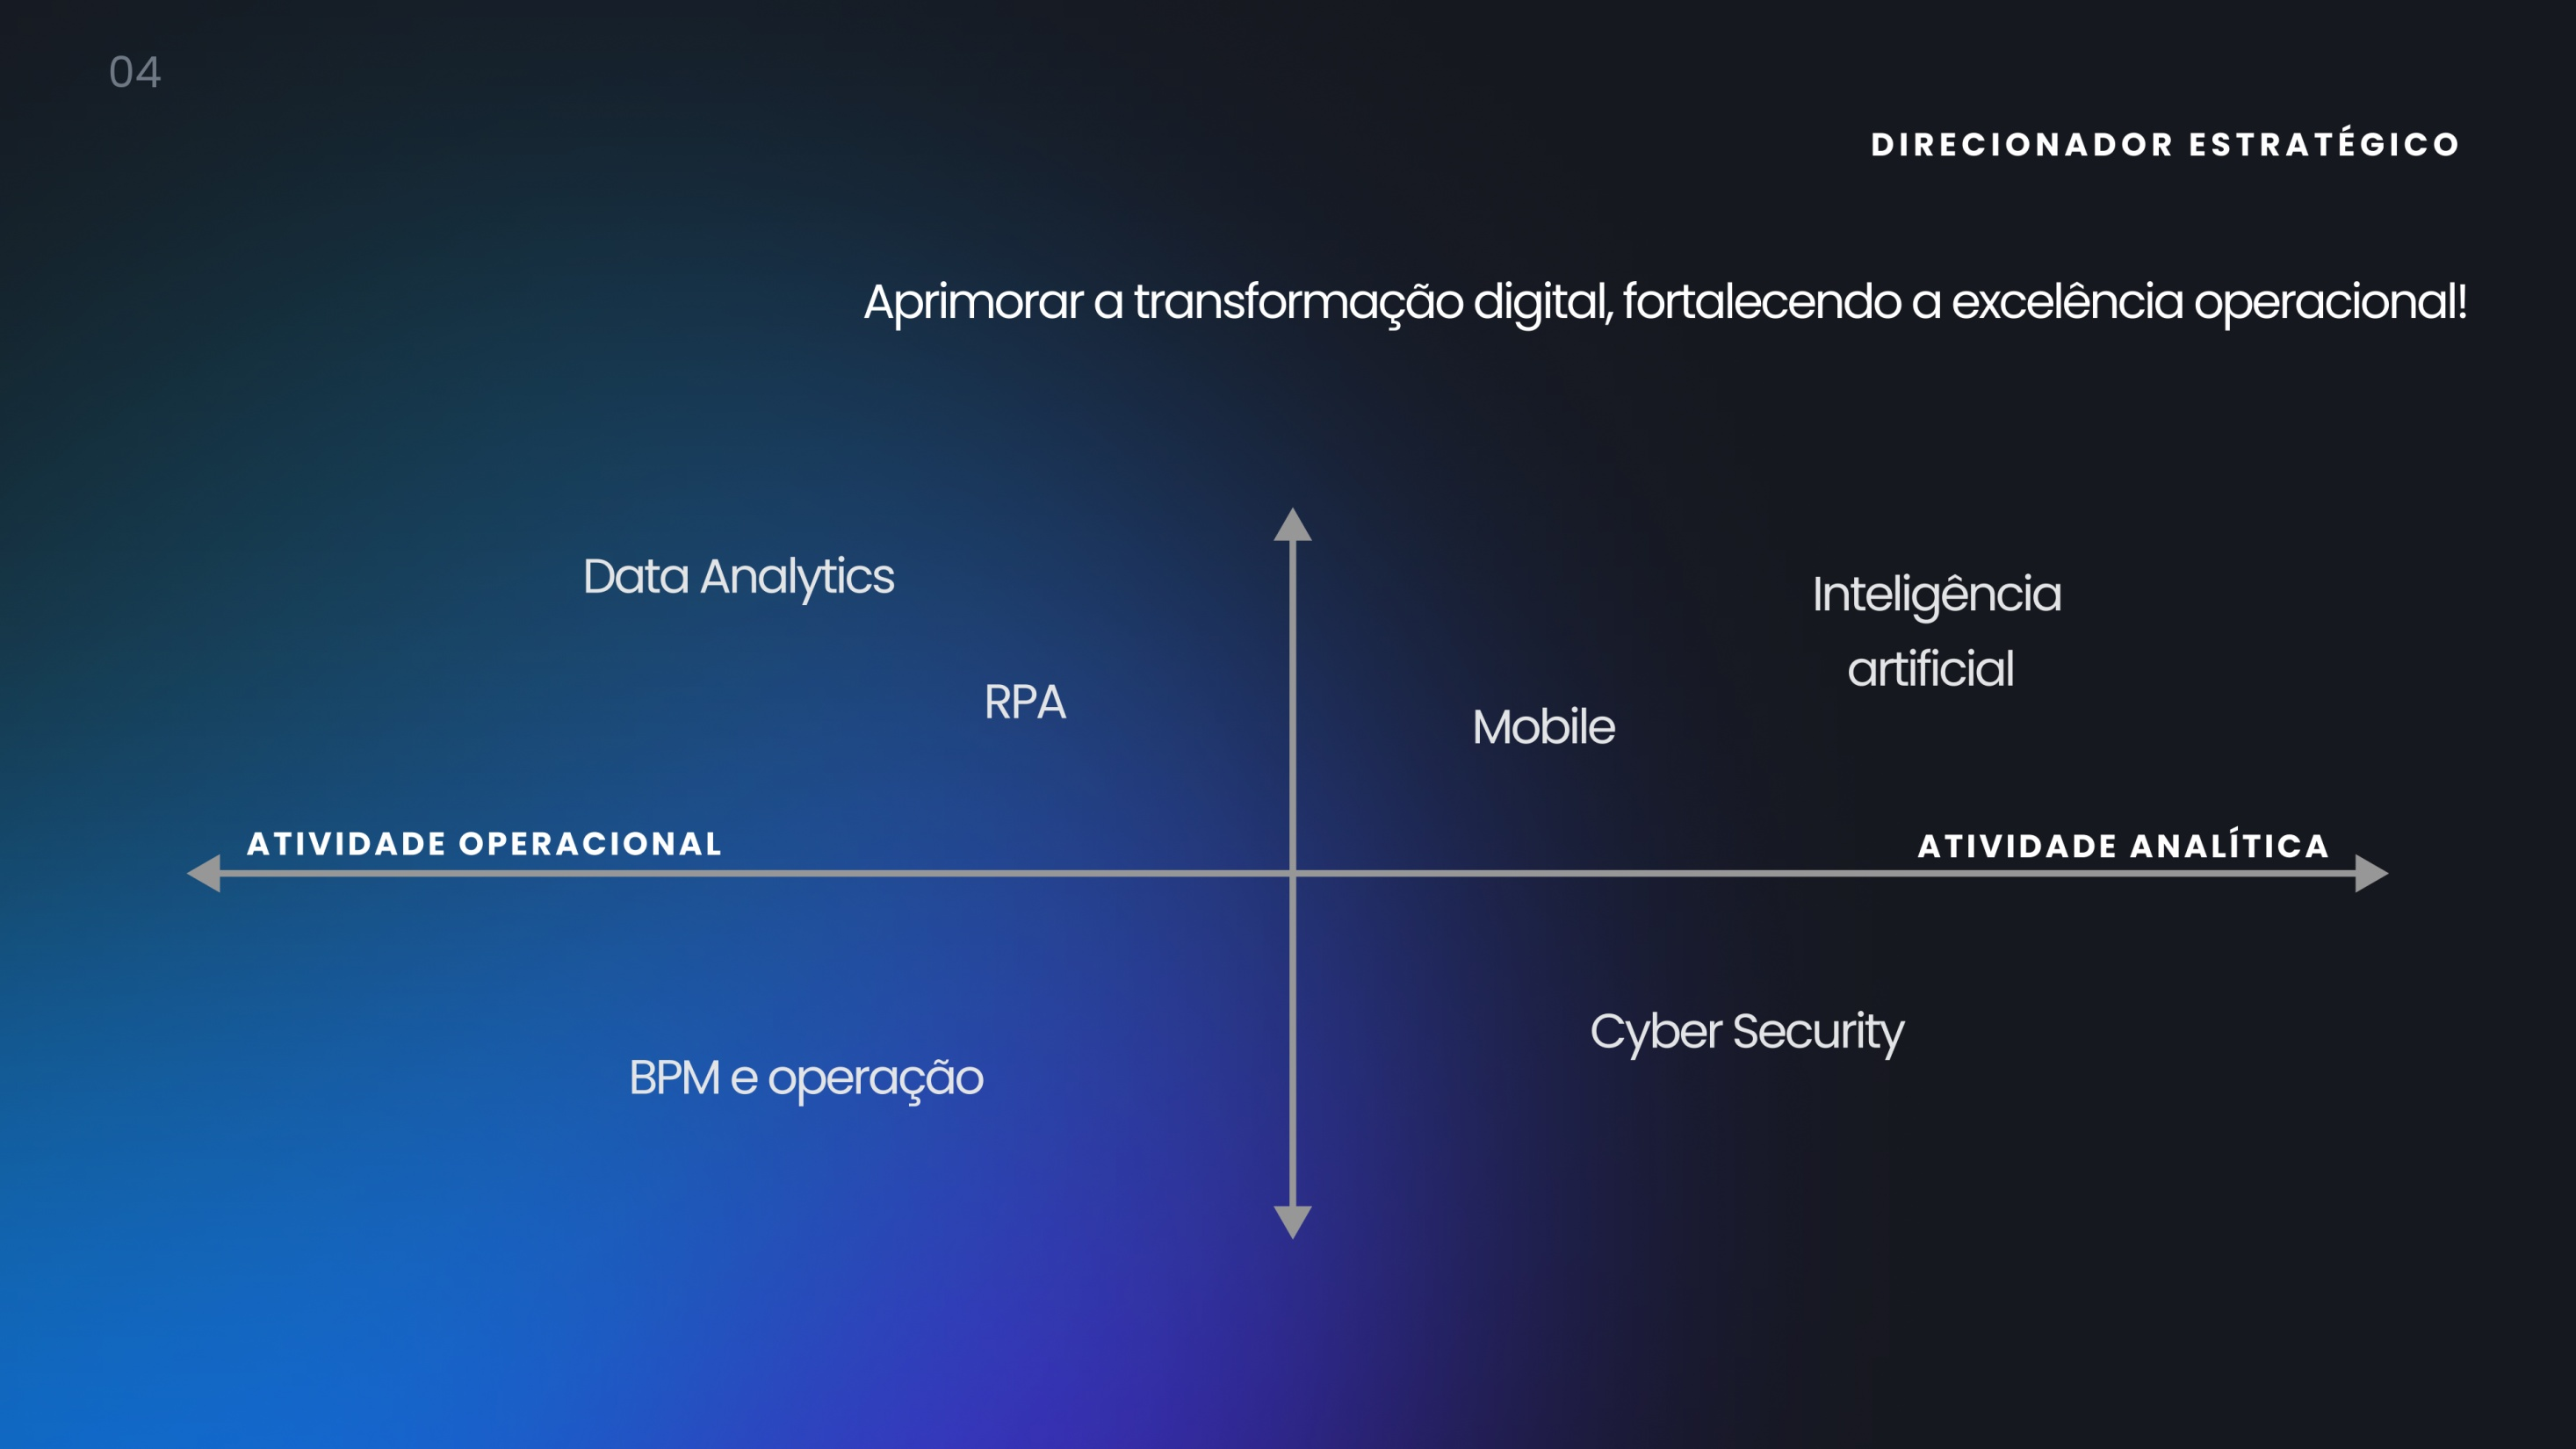 04
DIRECIONADOR ESTRATÉGICO
Aprimorar a transformação digital, fortalecendo a excelência operacional!
Data Analytics
Inteligência
artificial
RPA
Mobile
ATIVIDADE OPERACIONAL
ATIVIDADE ANALÍTICA
Cyber Security
BPM e operação